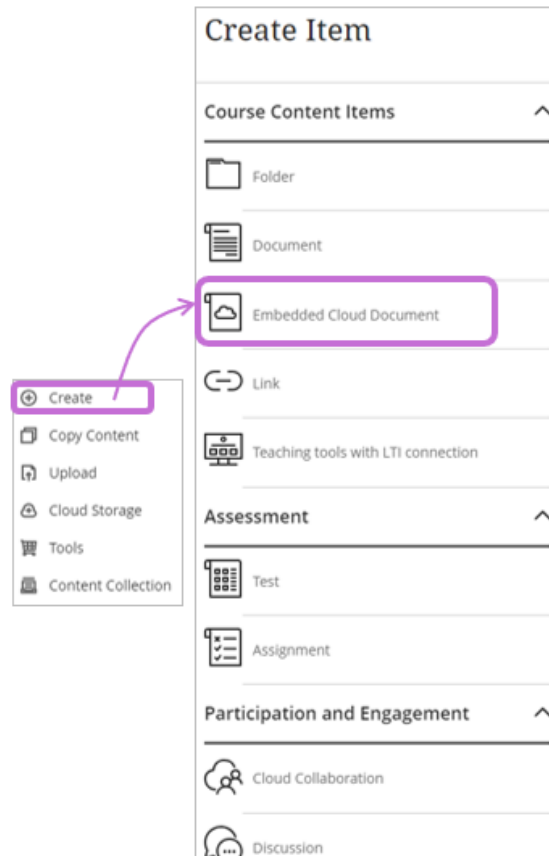 Create Item
Course Content Items
Folder
Document
Embedded Cloud Document
Link
Teaching tools with LTI connection
Assessment
Test
Assignment
Participation and Engagement
Cloud Collaboration
Discussion
Create
Copy Content
Upload
Cloud Storage
Tools
Content Collection